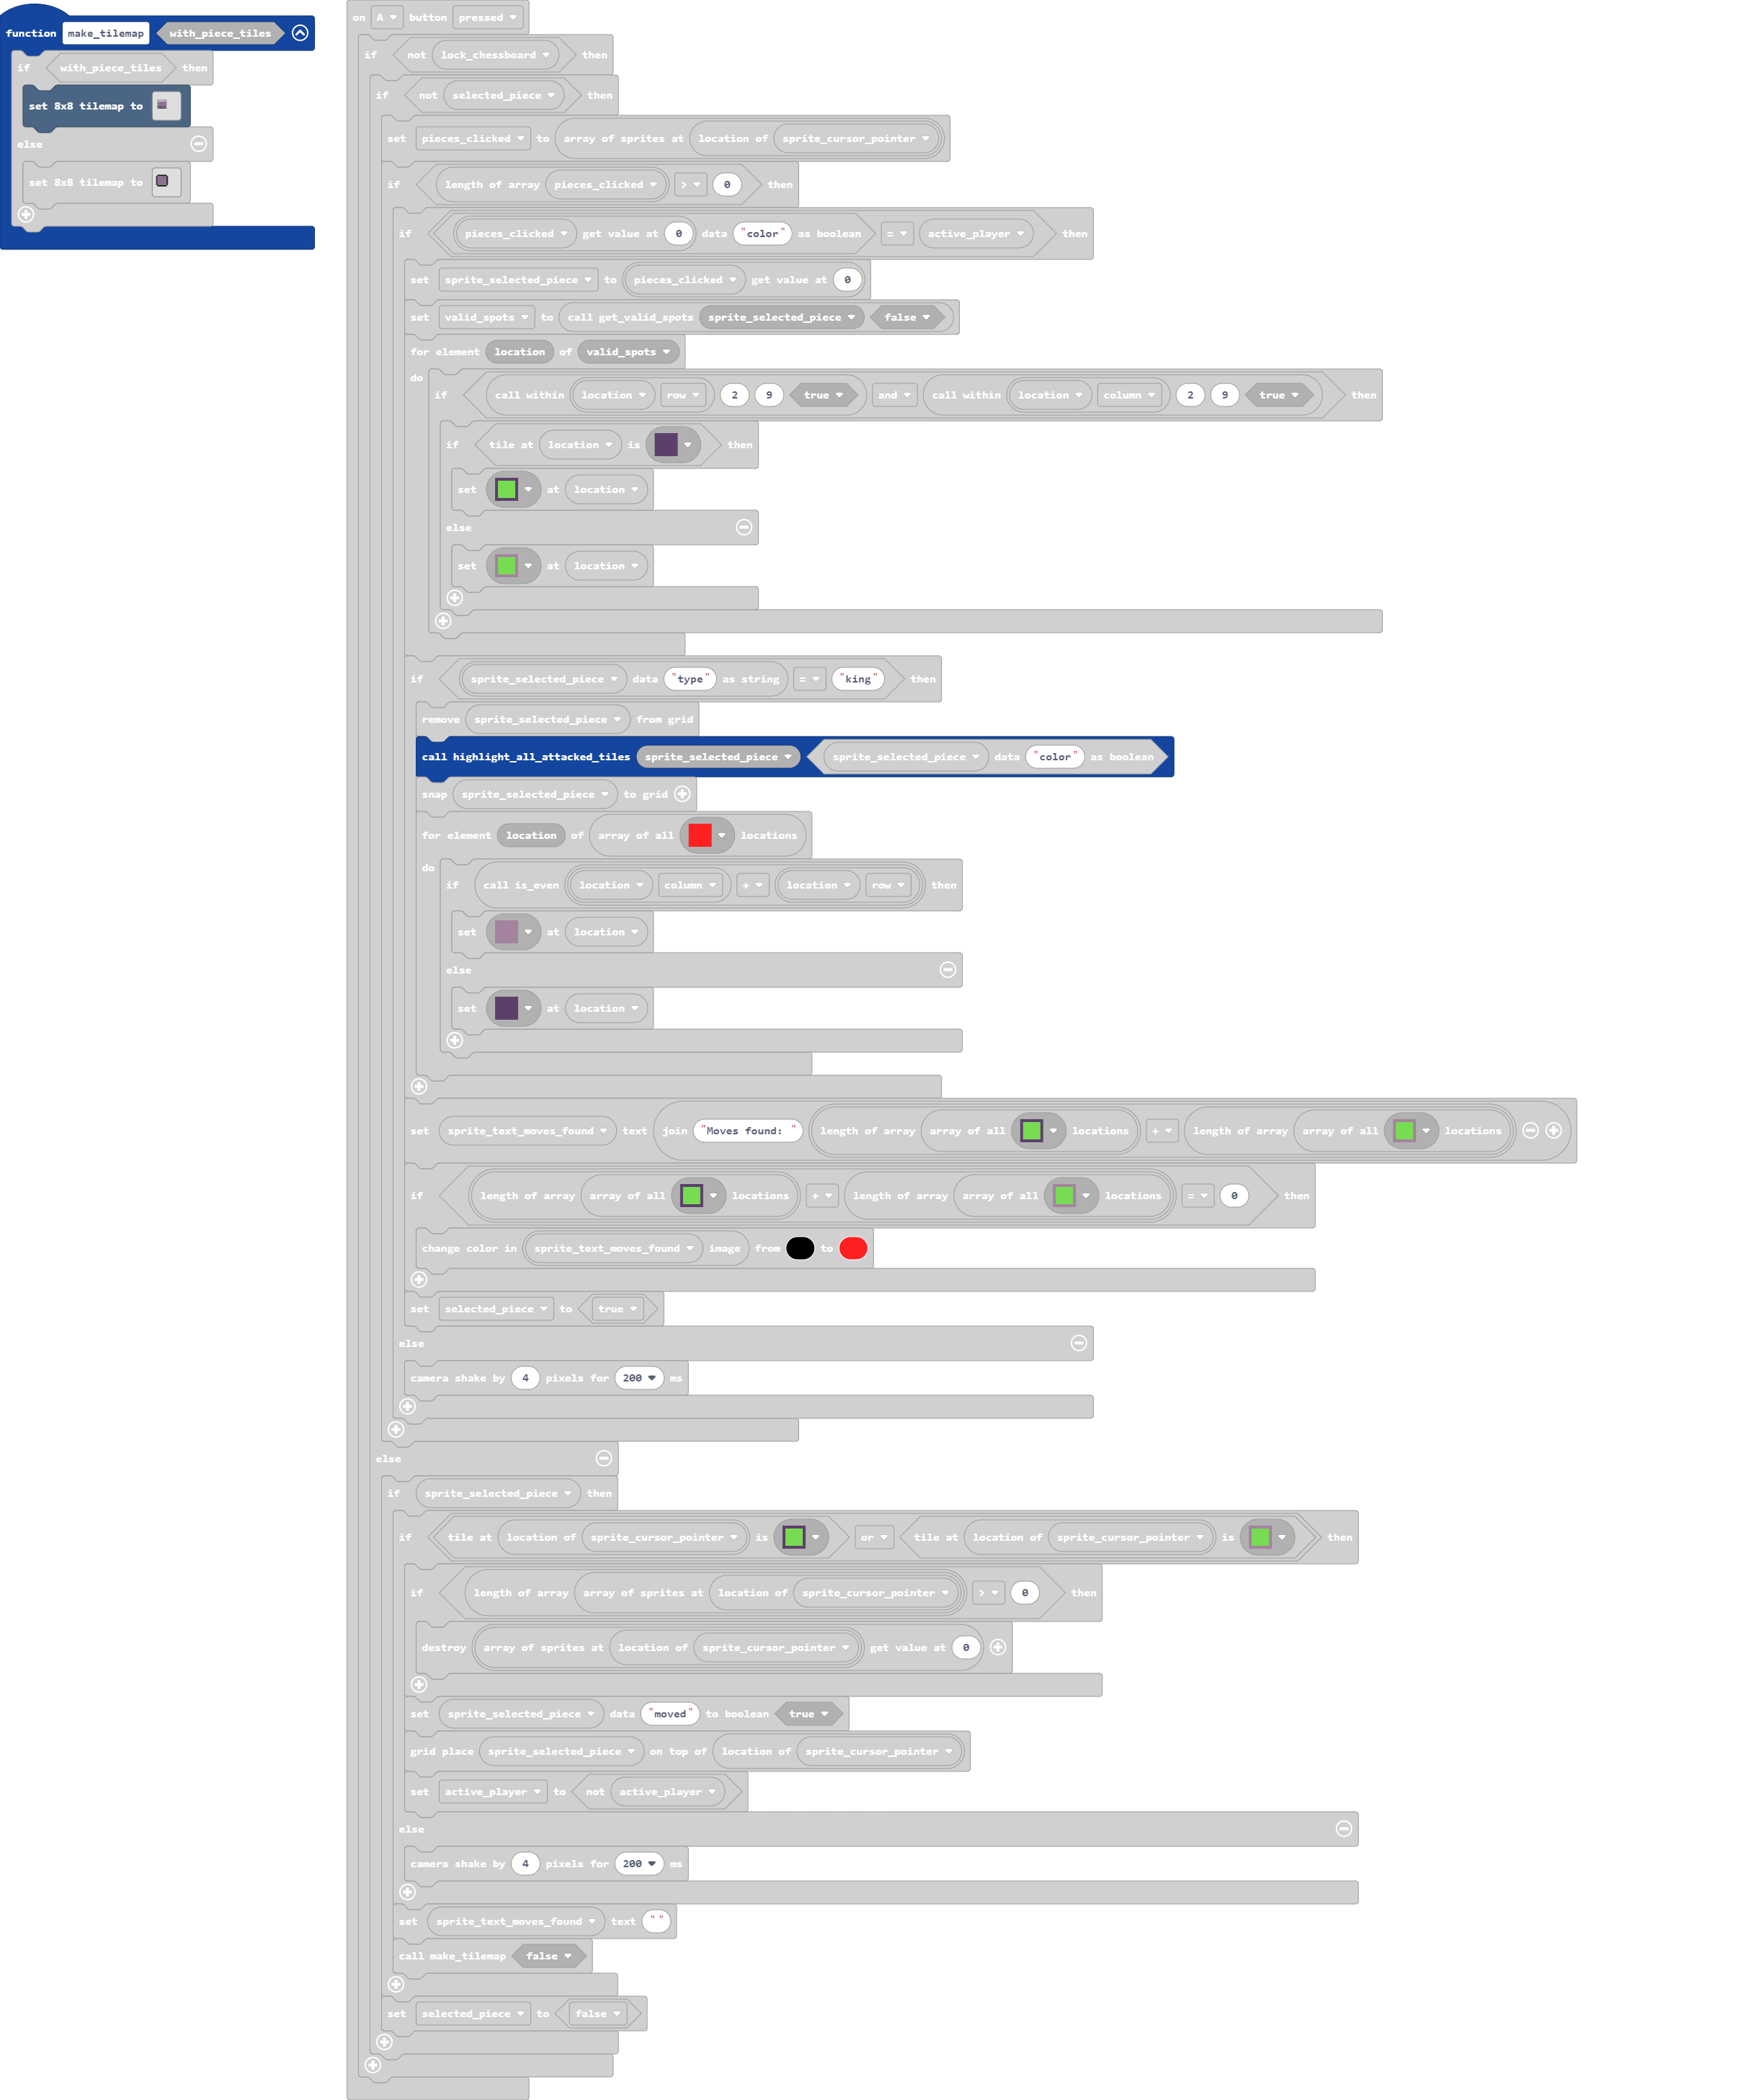 function make_tilemap with_piece_tiles
if with_piece_tiles then
set 8x8 tilemap to
else
set 8x8 tilemap to
on A button pressed
if not lock_chessboard then
if not selected_piece then
set pieces_clicked to array of sprites at location of sprite_cursor_pointer
if length of array pieces_clicked > 0 then
if pieces_clicked get value at 0 data "color" as boolean = active_player then
set sprite_selected_piece to pieces_clicked get value at 0
set valid_spots to call get_valid_spots sprite_selected_piece false
for element location of valid_spots
do
if call within location row 2 9 true and call within location column 2 9 true then
if tile at location is then
set at location
else
set at location
if sprite_selected_piece data "type" as string = "king" then
remove sprite_selected_piece from grid
call highlight_all_attacked_tiles sprite_selected_piece sprite_selected_piece data "color" as boolean
snap sprite_selected_piece to grid
for element location of array of all locations
do
if call is_even location column + location row then
set at location
else
set at location
set sprite_text_moves_found text join "Moves found: " length of array array of all locations + length of array array of all locations
if length of array array of all locations + length of array array of all locations = 0 then
change color in sprite_text_moves_found image from to
set selected_piece to true
else
camera shake by 4 pixels for 200 ms
else
if sprite_selected_piece then
if tile at location of sprite_cursor_pointer is or tile at location of sprite_cursor_pointer is then
if length of array array of sprites at location of sprite_cursor_pointer > 0 then
destroy array of sprites at location of sprite_cursor_pointer get value at 0
set sprite_selected_piece data "moved" to boolean true
grid place sprite_selected_piece on top of location of sprite_cursor_pointer
set active_player to not active_player
else
camera shake by 4 pixels for 200 ms
set sprite_text_moves_found text ""
call make_tilemap false
set selected_piece to false